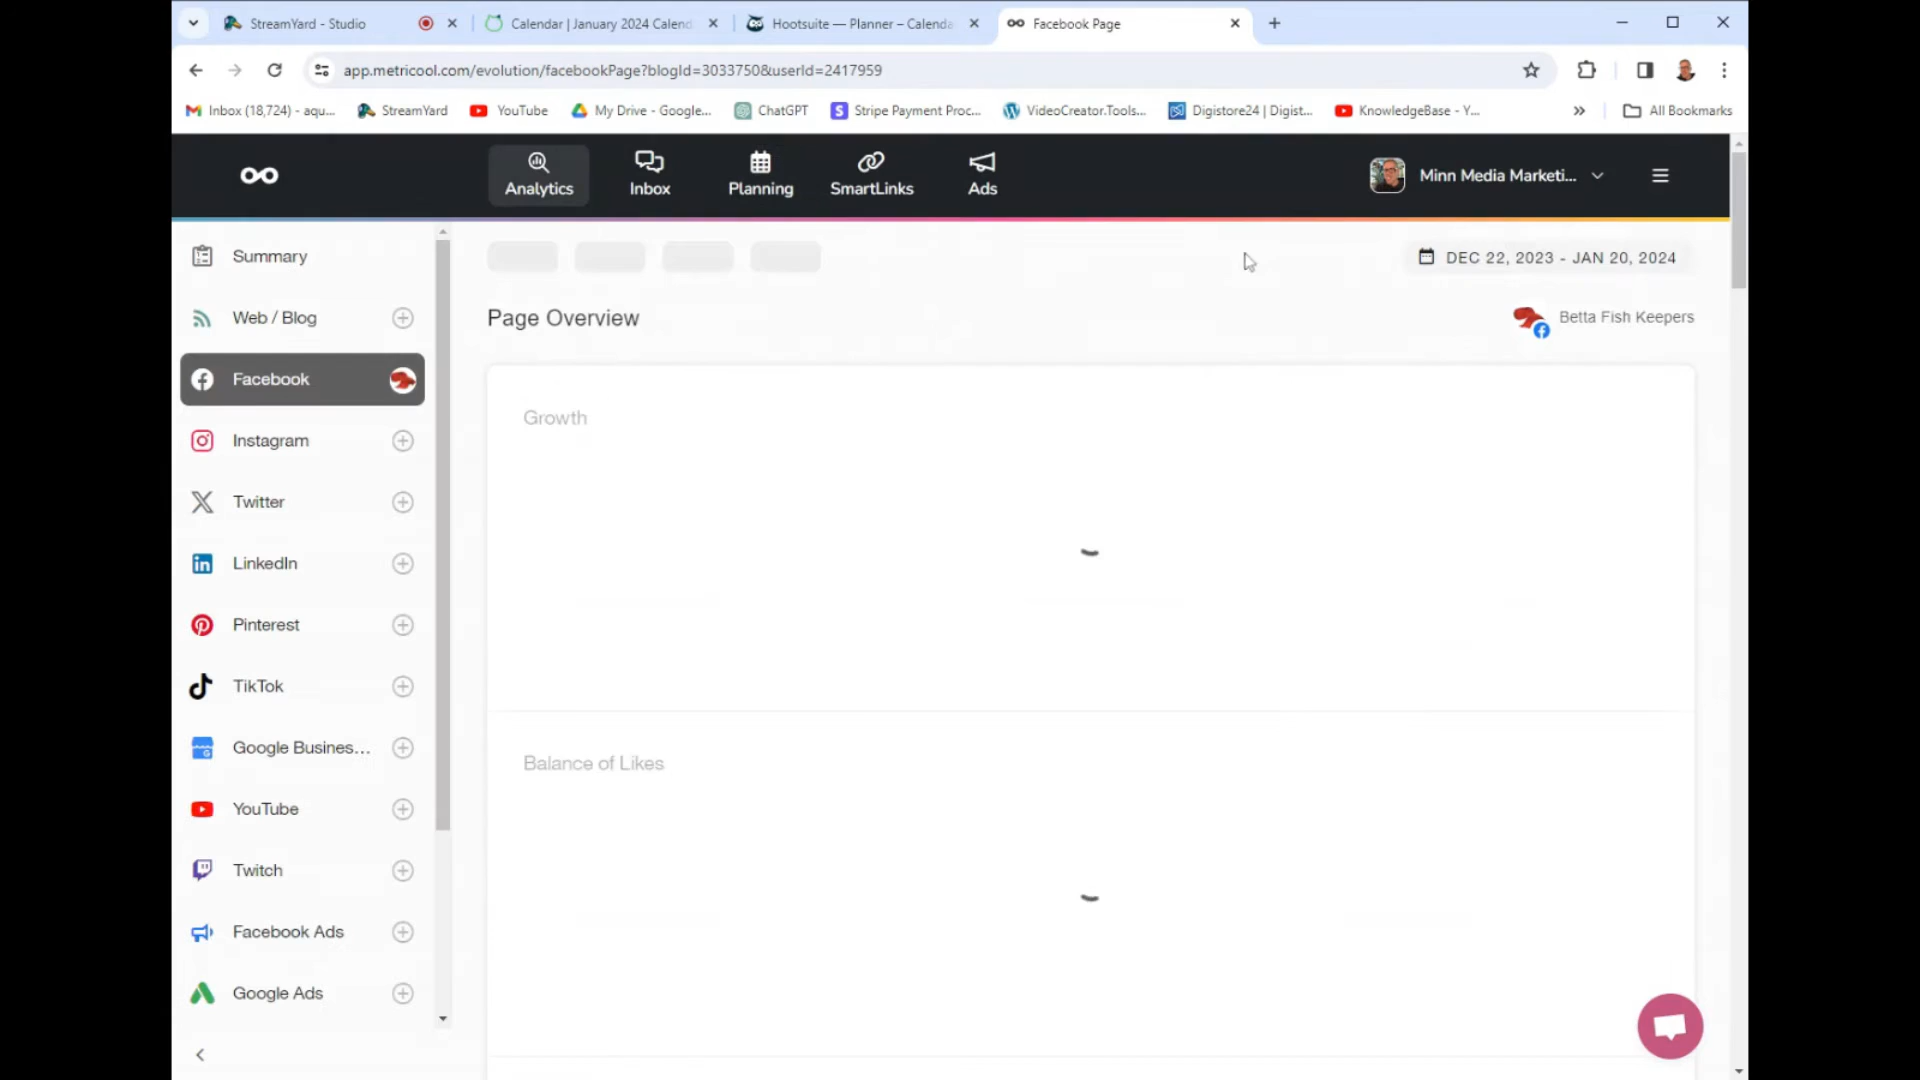 StreamYard - Studio
Calendar | January 2024 Calend
Hootsuite — Planner – Calenda
Facebook Page
app.metricool.com/evolution/facebookPage?blogId=3033750&userId=2417959
Inbox (18,724) - aqu...
StreamYard
YouTube
My Drive - Google...
ChatGPT
Stripe Payment Proc...
VideoCreator.Tools...
Digistore24 | Digist...
KnowledgeBase - Y...
All Bookmarks
Analytics
Inbox
Planning
SmartLinks
Ads
Minn Media Marketi...
Summary
Web / Blog
Facebook
Instagram
Twitter
LinkedIn
Pinterest
TikTok
Google Busines...
YouTube
Twitch
Facebook Ads
Google Ads
DEC 22, 2023 - JAN 20, 2024
Page Overview
Betta Fish Keepers
Growth
Balance of Likes